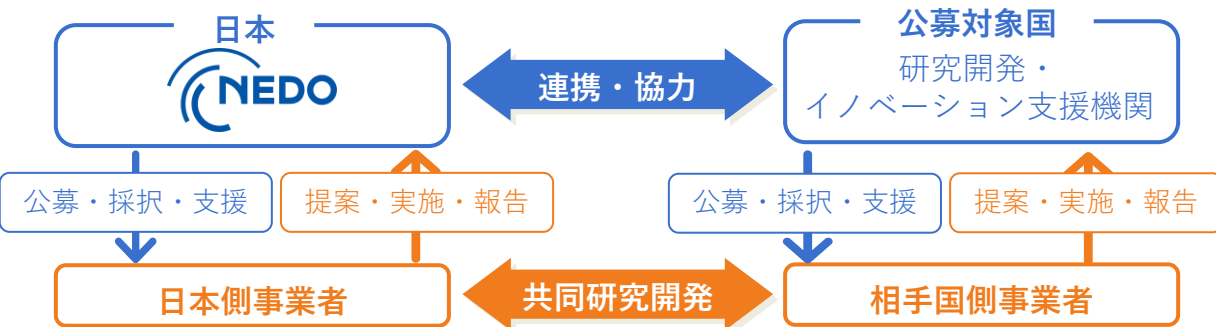 日本
NEDO
連携・協力
公募対象国
研究開発・
イノベーション支援機関
公募・採択・支援
提案・実施・報告
公募・採択・支援
提案・実施・報告
日本側事業者
共同研究開発
相手国側事業者